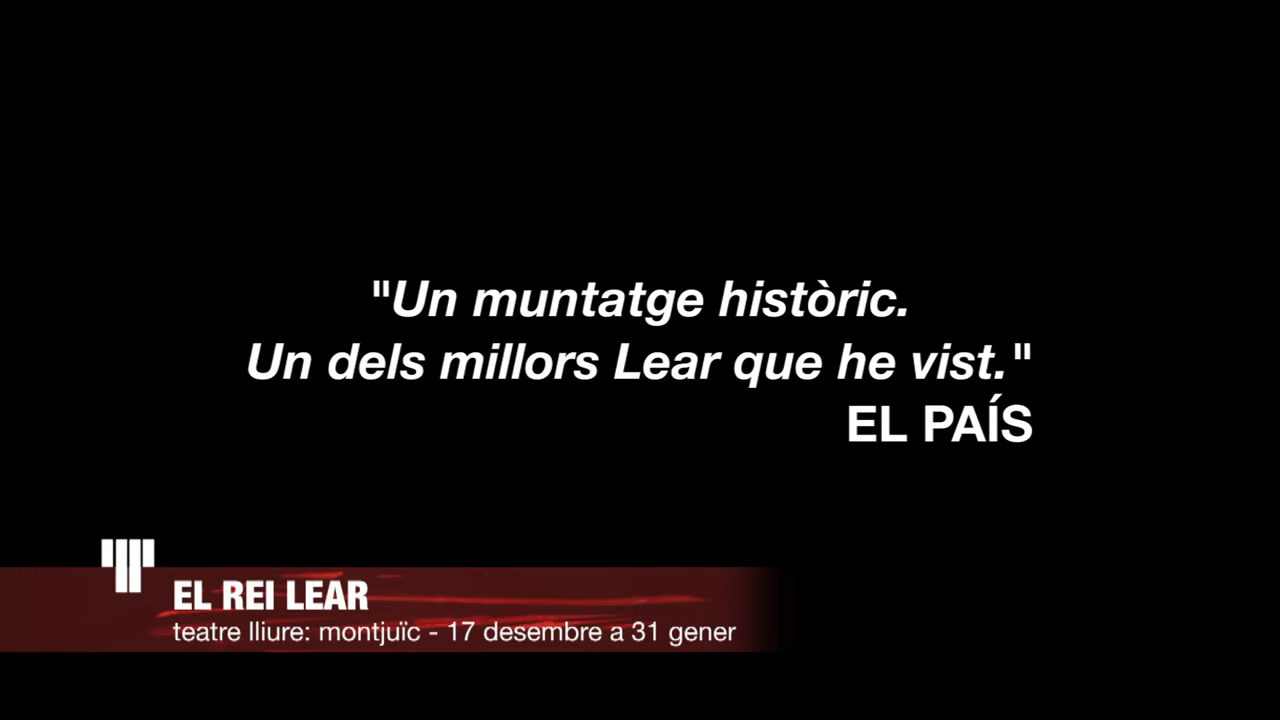 "Un muntatge històric.
Un dels millors Lear que he vist."
EL PAÍS
EL REI LEAR
teatre lliure: montjuïc - 17 desembre a 31 gener